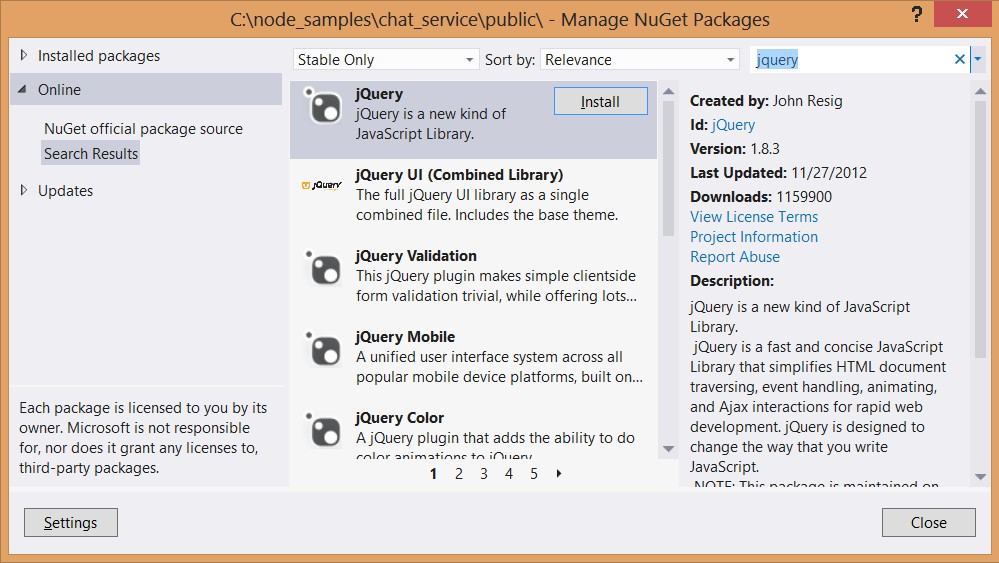 C:\node_samples\chat_service\public\ - Manage NuGet Packages
?
Installed packages
Online
NuGet official package source
Search Results
Updates
Each package is licensed to you by its
owner. Microsoft is not responsible
for, nor does it grant any licenses to,
third-party packages.
Stable Only
Sort by: Relevance
jquery
jQuery
jQuery is a new kind of
JavaScript Library.
Install
jQuery UI (Combined Library)
The full jQuery UI library as a single
combined file. Includes the base theme.
jQuery
jQuery Validation
This jQuery plugin makes simple clientside
form validation trivial, while offering lots...
jQuery Mobile
A unified user interface system across all
popular mobile device platforms, built on...
jQuery Color
A jQuery plugin that adds the ability to do
color animations to jQuery
1 2 3 4 5
Created by: John Resig
Id: jQuery
Version: 1.8.3
Last Updated: 11/27/2012
Downloads: 1159900
View License Terms
Project Information
Report Abuse
Description:
jQuery is a new kind of JavaScript
Library.
jQuery is a fast and concise JavaScript
Library that simplifies HTML document
traversing, event handling, animating,
and Ajax interactions for rapid web
development. jQuery is designed to
change the way that you write
JavaScript.
NOTE: This package is maintained on
Settings
Close